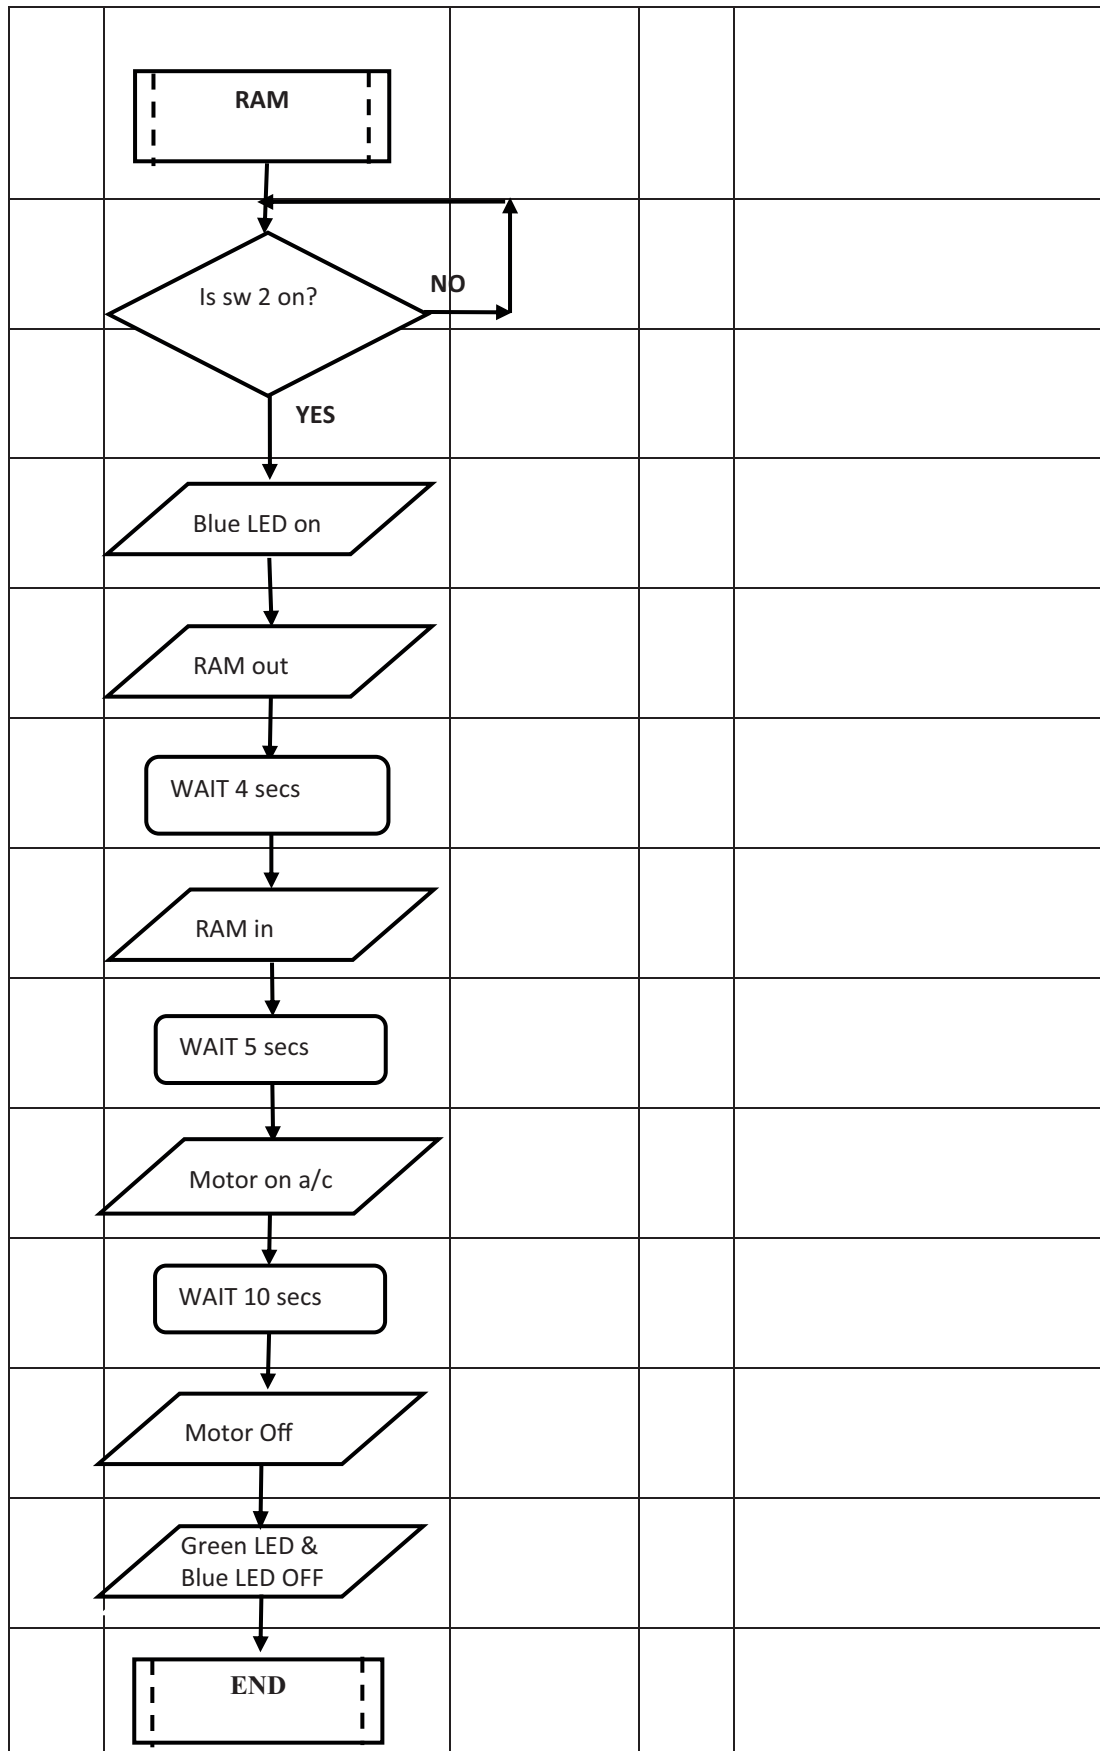 RAM
Is sw 2 on?
NO
YES
Blue LED on
RAM out
WAIT 4 secs
RAM in
WAIT 5 secs
Motor on a/c
WAIT 10 secs
Motor Off
Green LED &
Blue LED OFF
END